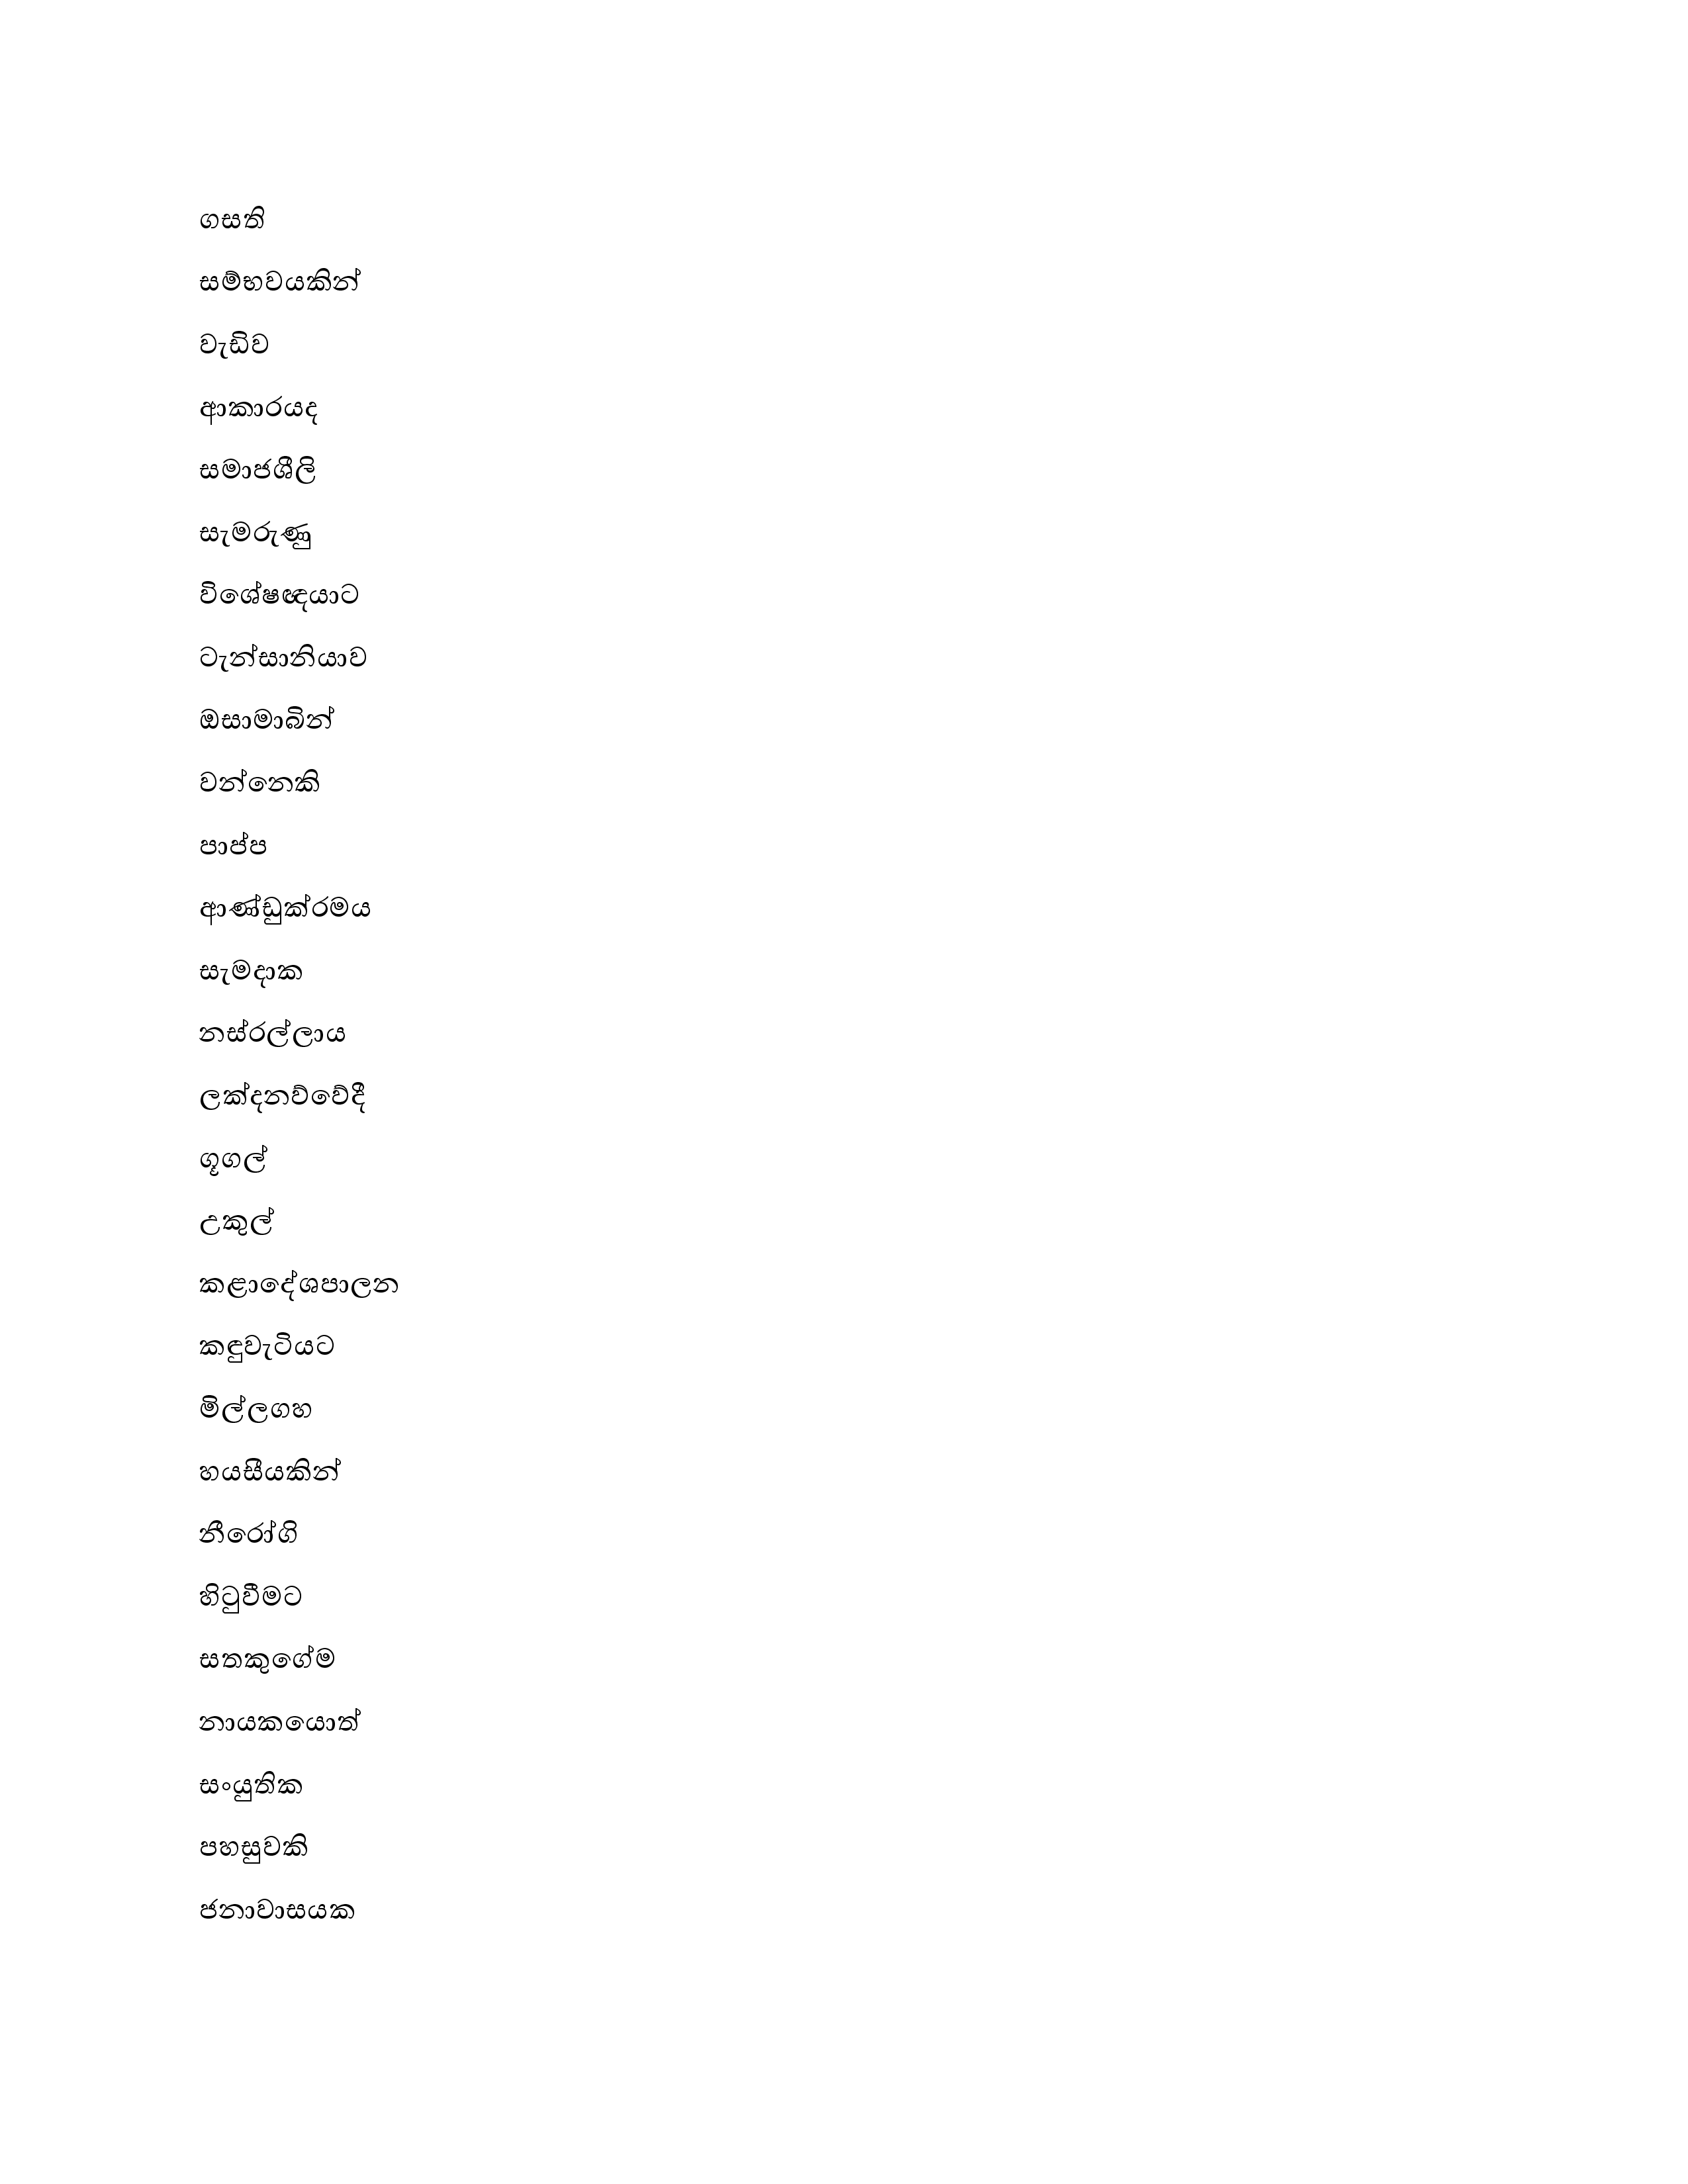 ගසති
සම්භවයකින්
වැඩිව
ආකාරයද
සමාජශීලි
සැමරුණු
විශේෂඥයාට
ටැන්සානියාව
ඔසාමාබින්
වන්නෙකි
පාප්ප
ආණ්ඩුක්රමය
සැමදාක
නස්රල්ලාය
ලක්දනව්වේදී
ගූගල්
උකුල්
කළාදේශපාලන
කඳුවැටියට
මිල්ලගහ
හයසීයකින්
නීරෝගි
හිටුවීමට
සතකුගේම
නායකයොත්
සංයුතික
පහසුවකි
ජනාවාසයක